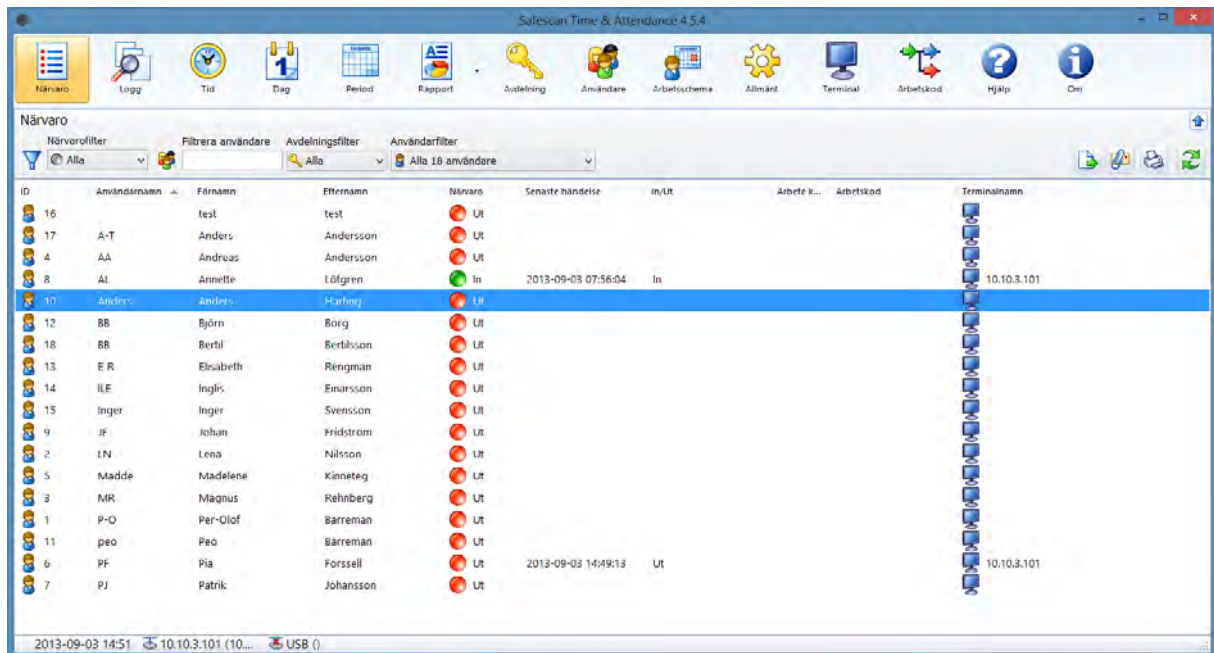 Safescan Time & Attendance 4.5.4
Närvaro Logg Tid Dag Period Rapport Avdelning Användare Arbetsschema Allmänt Terminal Arbetskod Hjälp Om
Närvaro
Närvarofilter Filtrera användare Avdelningsfilter Användarfilter
Alla Alla Alla 18 användare
ID Användarnamn Förnamn Efternamn Närvaro Senaste händelse In/Ut Arbete k... Arbetskod Terminalnamn
16 test test Ut
17 A-T Anders Andersson Ut
4 AA Andreas Andersson Ut
8 AL Annette Löfgren In 2013-09-03 07:56:04 In 10.10.3.101
10 Anders Anders Ut
12 BB Björn Borg Ut
18 BB Bertil Bertilsson Ut
13 E R Elisabeth Rengman Ut
14 ILE Inglis Einarsson Ut
15 Inger Inger Svensson Ut
9 JF Johan Fridstrom Ut
2 LN Lena Nilsson Ut
5 Madde Madelene Kinneteg Ut
3 MR Magnus Rehnberg Ut
1 P-O Per-Olof Barreman Ut
11 peo Peo Barreman Ut
6 PF Pia Forssell Ut 2013-09-03 14:49:13 Ut 10.10.3.101
7 PJ Patrik Johansson Ut
2013-09-03 14:51 10.10.3.101 (10.... USB ()